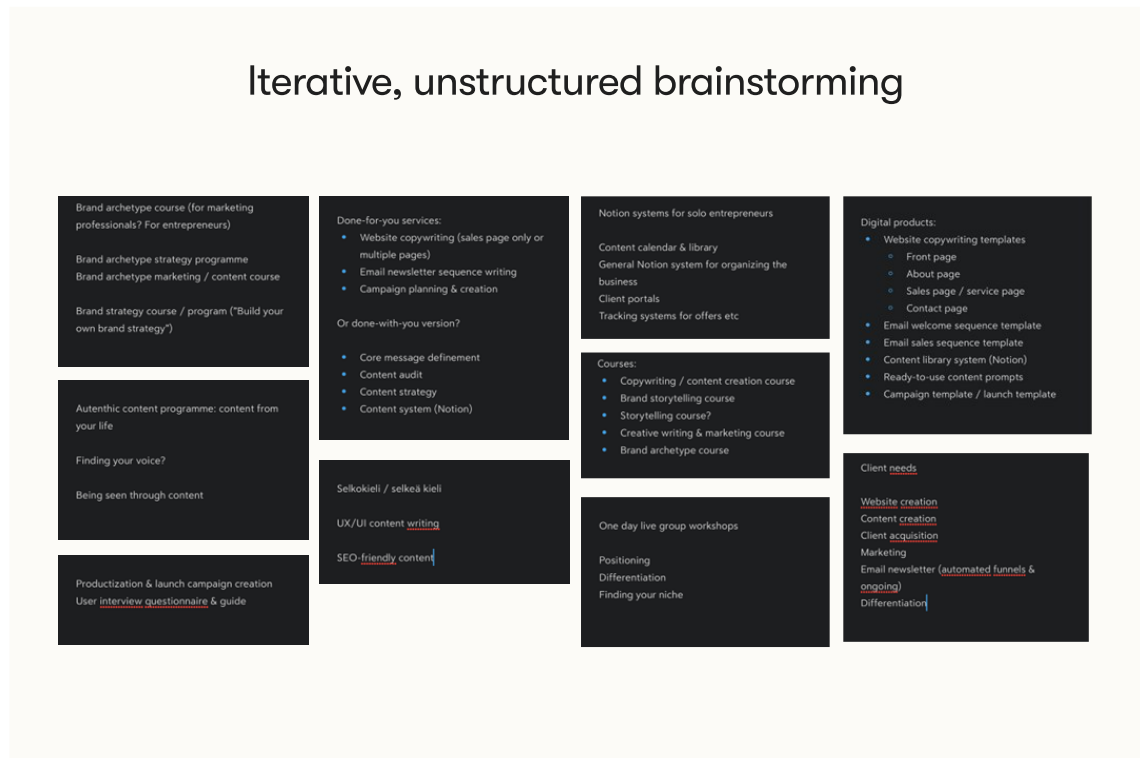 Iterative, unstructured brainstorming
Brand archetype course (for marketing
professionals? For entrepreneurs)
Brand archetype strategy programme
Brand archetype marketing / content course
Brand strategy course / program ("Build your
own brand strategy")
Autenthic content programme: content from
your life
Finding your voice?
Being seen through content
Productization & launch campaign creation
User interview questionnaire & guide
Done-for-you services:
Website copywriting (sales page only or
multiple pages)
Email newsletter sequence writing
Campaign planning & creation
Or done-with-you version?
Core message definement
Content audit
Content strategy
Content system (Notion)
Selkokieli / selkeä kieli
UX/UI content writing
SEO-friendly content
Notion systems for solo entrepreneurs
Content calendar & library
General Notion system for organizing the
business
Client portals
Tracking systems for offers etc
Courses:
Copywriting / content creation course
Brand storytelling course
Storytelling course?
Creative writing & marketing course
Brand archetype course
One day live group workshops
Positioning
Differentiation
Finding your niche
Digital products:
Website copywriting templates
Front page
About page
Sales page / service page
Contact page
Email welcome sequence template
Email sales sequence template
Content library system (Notion)
Ready-to-use content prompts
Campaign template / launch template
Client needs
Website creation
Content creation
Client acquisition
Marketing
Email newsletter (automated funnels &
ongoing)
Differentiation